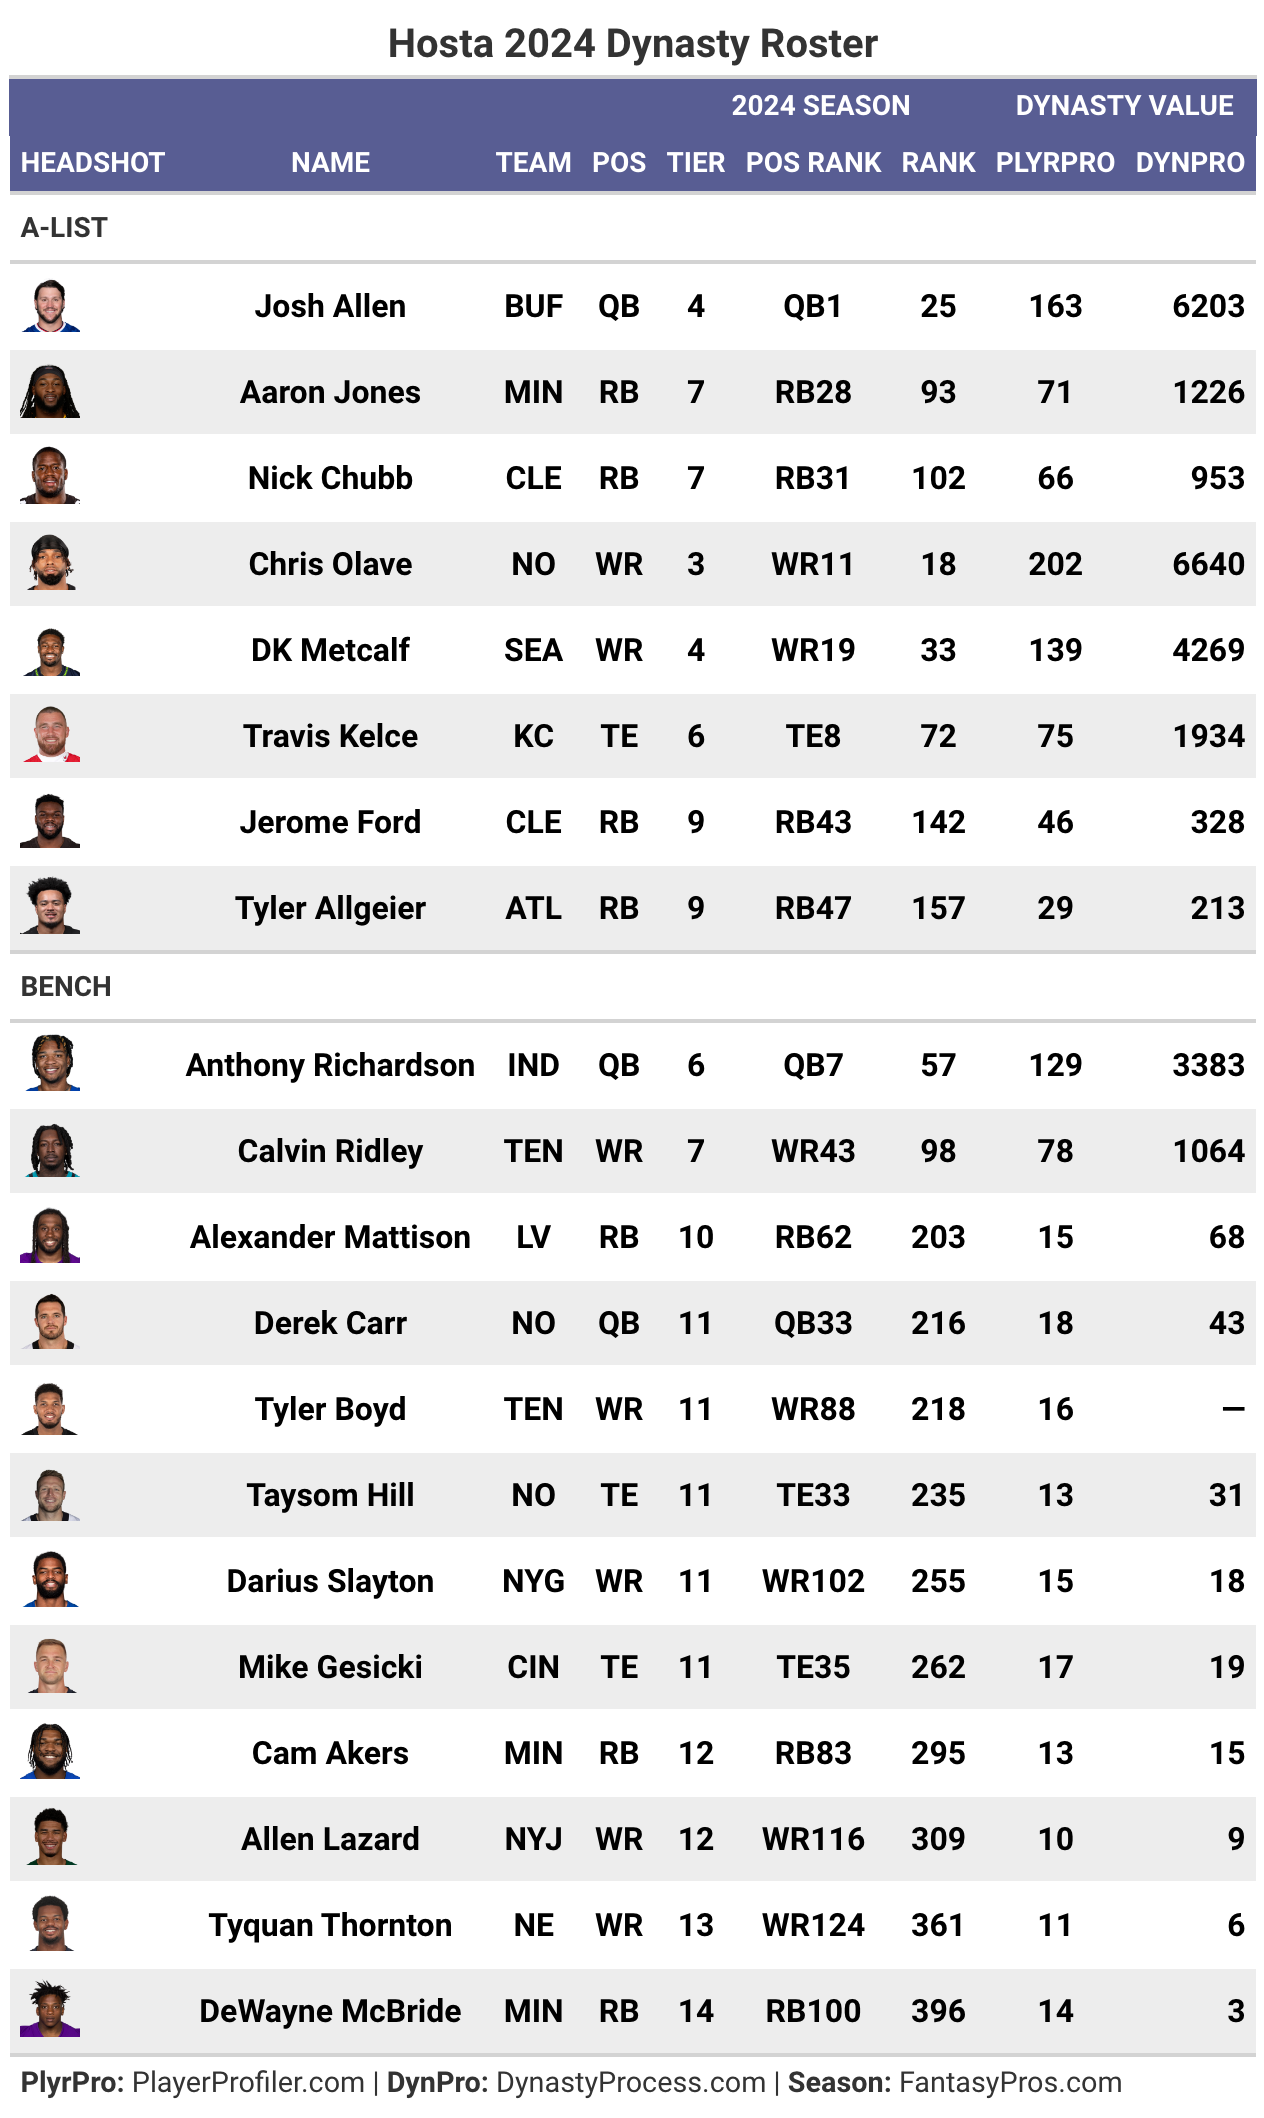 Hosta 2024 Dynasty Roster
2024 SEASON DYNASTY VALUE
HEADSHOT NAME TEAM POS TIER POS RANK RANK PLYRPRO DYNPRO
A-LIST
Josh Allen BUF QB 4 QB1 25 163 6203
Aaron Jones MIN RB 7 RB28 93 71 1226
Nick Chubb CLE RB 7 RB31 102 66 953
Chris Olave NO WR 3 WR11 18 202 6640
DK Metcalf SEA WR 4 WR19 33 139 4269
Travis Kelce KC TE 6 TE8 72 75 1934
Jerome Ford CLE RB 9 RB43 142 46 328
Tyler Allgeier ATL RB 9 RB47 157 29 213
BENCH
Anthony Richardson IND QB 6 QB7 57 129 3383
Calvin Ridley TEN WR 7 WR43 98 78 1064
Alexander Mattison LV RB 10 RB62 203 15 68
Derek Carr NO QB 11 QB33 216 18 43
Tyler Boyd TEN WR 11 WR88 218 16 —
Taysom Hill NO TE 11 TE33 235 13 31
Darius Slayton NYG WR 11 WR102 255 15 18
Mike Gesicki CIN TE 11 TE35 262 17 19
Cam Akers MIN RB 12 RB83 295 13 15
Allen Lazard NYJ WR 12 WR116 309 10 9
Tyquan Thornton NE WR 13 WR124 361 11 6
DeWayne McBride MIN RB 14 RB100 396 14 3
PlyrPro: PlayerProfiler.com | DynPro: DynastyProcess.com | Season: FantasyPros.com